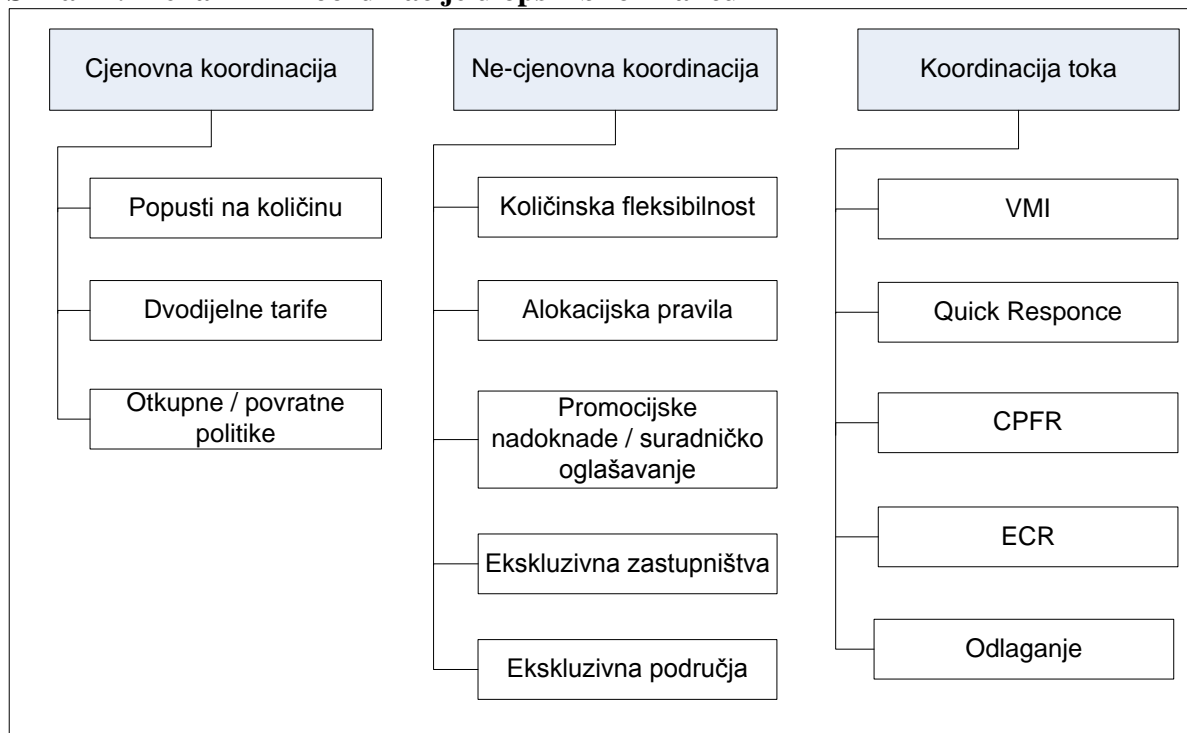 Cjenovna koordinacija
Popusti na količinu
Dvodijelne tarife
Otkupne / povratne
politike
Ne-cjenovna koordinacija
Količinska fleksibilnost
Alokacijska pravila
Promocijske
nadoknade / suradničko
oglašavanje
Ekskluzivna zastupništva
Ekskluzivna područja
Koordinacija toka
VMI
Quick Responce
CPFR
ECR
Odlaganje